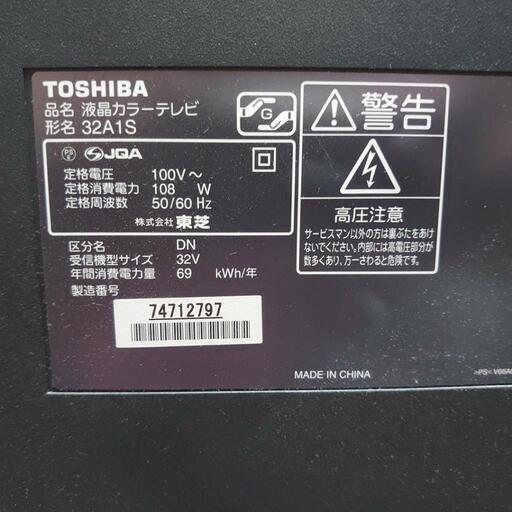 TOSHIBA
品名 液晶カラーテレビ
形名 32A1S
G
PS E JQA
定格電圧 100V～
定格消費電力 108 W
定格周波数 50/60 Hz
株式会社 東芝
区分名 DN
受信機型サイズ 32V
年間消費電力量 69 kWh/年
製造番号
74712797
警告
高圧注意
サービスマン以外の方は裏ぶたをあけ
ないでください。内部には高電圧部分が
数多くあり、万一さわると危険です。
MADE IN CHINA
>PS<